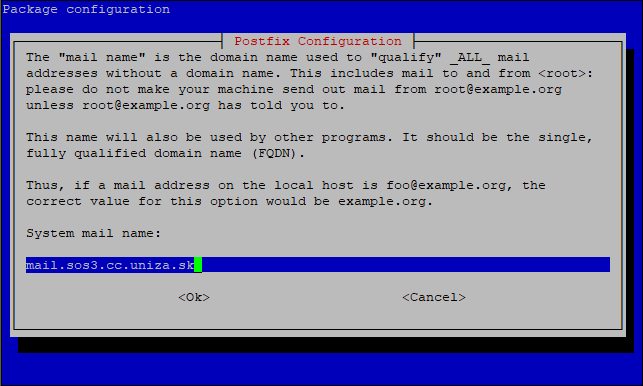 Package configuration
Postfix Configuration
The "mail name" is the domain name used to "qualify" _ALL_ mail
addresses without a domain name. This includes mail to and from <root>:
please do not make your machine send out mail from root@example.org
unless root@example.org has told you to.
This name will also be used by other programs. It should be the single,
fully qualified domain name (FQDN).
Thus, if a mail address on the local host is foo@example.org, the
correct value for this option would be example.org.
System mail name:
mail.sos3.cc.uniza.sk
<Ok> <Cancel>